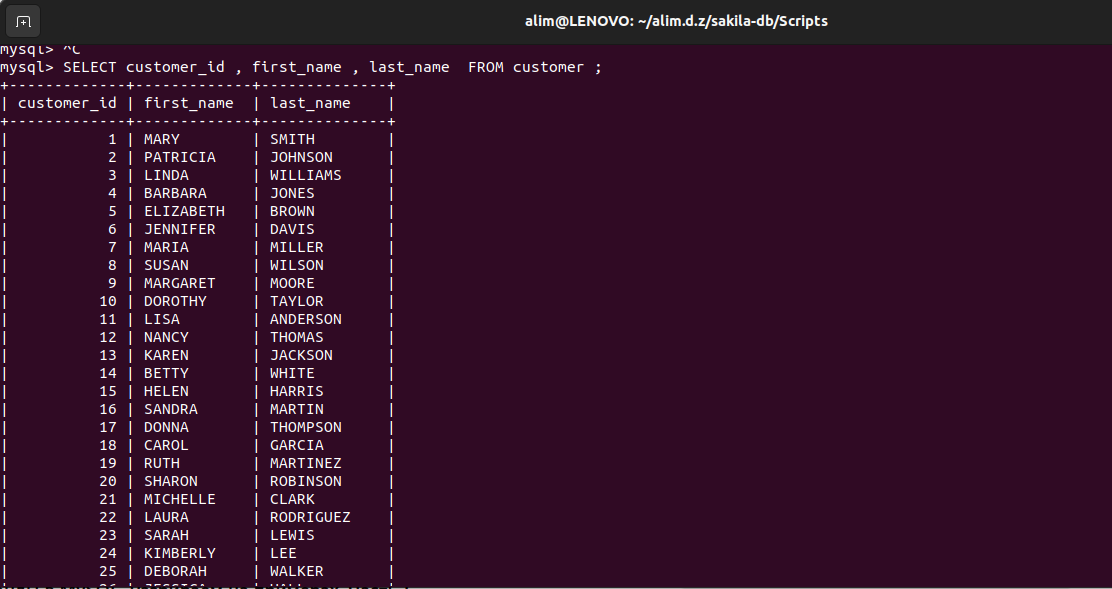 alim@LENOVO: ~/alim.d.z/sakila-db/Scripts
mysql> ^C
mysql> SELECT customer_id , first_name , last_name  FROM customer ;
+-------------+-------------+--------------+
| customer_id | first_name  | last_name    |
+-------------+-------------+--------------+
|           1 | MARY        | SMITH        |
|           2 | PATRICIA    | JOHNSON      |
|           3 | LINDA       | WILLIAMS     |
|           4 | BARBARA     | JONES        |
|           5 | ELIZABETH   | BROWN        |
|           6 | JENNIFER    | DAVIS        |
|           7 | MARIA       | MILLER       |
|           8 | SUSAN       | WILSON       |
|           9 | MARGARET    | MOORE        |
|          10 | DOROTHY     | TAYLOR       |
|          11 | LISA        | ANDERSON     |
|          12 | NANCY       | THOMAS       |
|          13 | KAREN       | JACKSON      |
|          14 | BETTY       | WHITE        |
|          15 | HELEN       | HARRIS       |
|          16 | SANDRA      | MARTIN       |
|          17 | DONNA       | THOMPSON     |
|          18 | CAROL       | GARCIA       |
|          19 | RUTH        | MARTINEZ     |
|          20 | SHARON      | ROBINSON     |
|          21 | MICHELLE    | CLARK        |
|          22 | LAURA       | RODRIGUEZ    |
|          23 | SARAH       | LEWIS        |
|          24 | KIMBERLY    | LEE          |
|          25 | DEBORAH     | WALKER       |